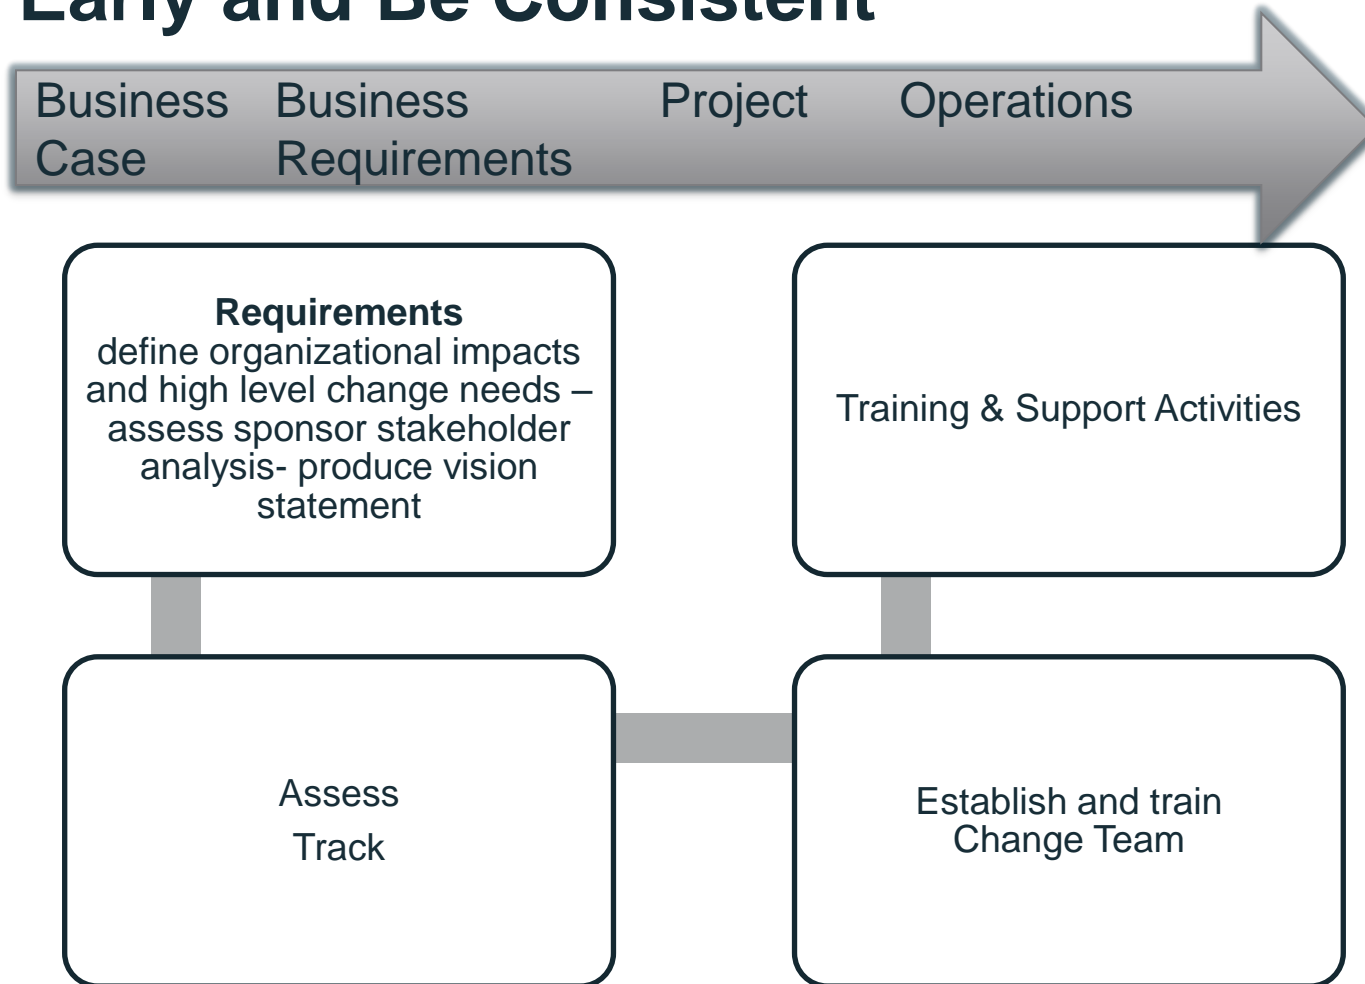 Early and Be Consistent
Business Business Project Operations
Case Requirements
Requirements
define organizational impacts
and high level change needs –
assess sponsor stakeholder
analysis- produce vision
statement
Training & Support Activities
Assess
Track
Establish and train
Change Team